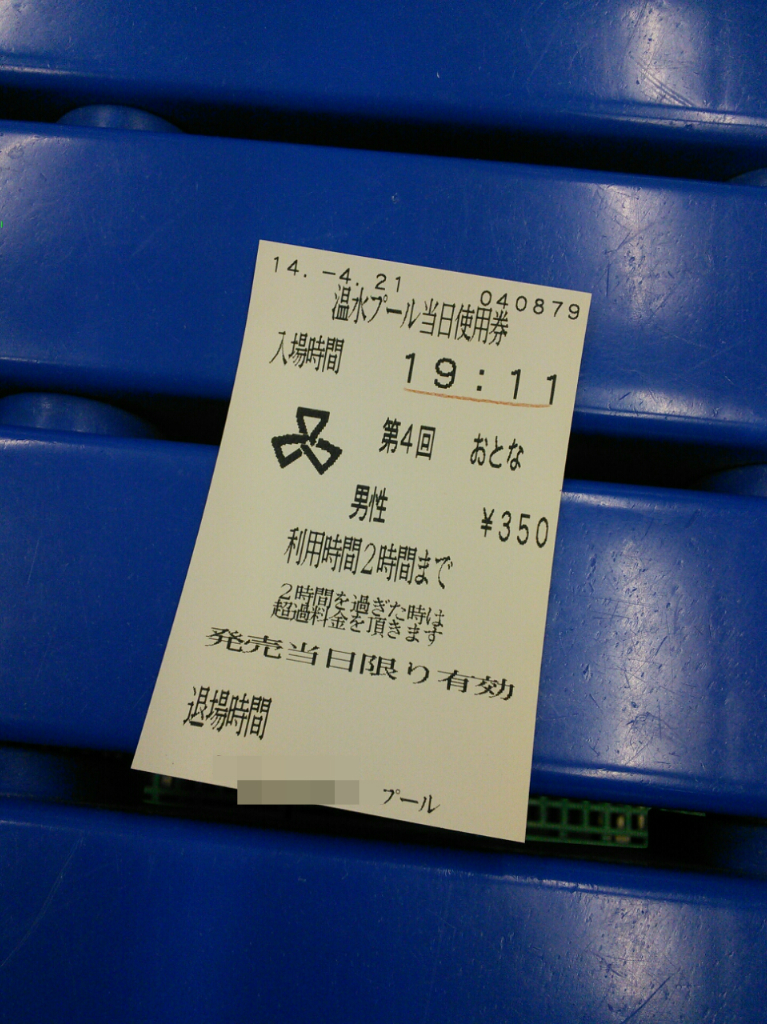 14.-4.21 040879
温水プール当日使用券
入場時間 19:11
第4回 おとな
男性 ¥350
利用時間2時間まで
2時間を過ぎた時は
超過料金を頂きます
発売当日限り有効
退場時間
プール